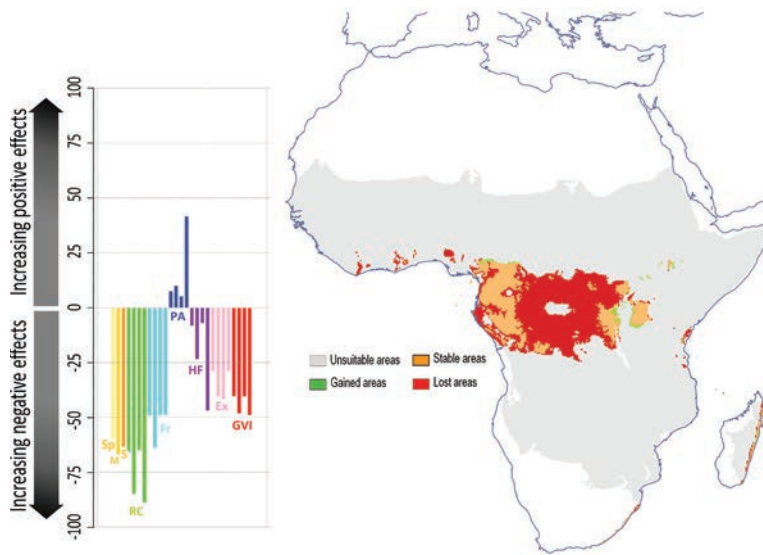 Increasing positive effects
Increasing negative effects
100
75
50
25
0
-25
-50
-75
-100
PA
HF
Sp
M
S
Fr
Ex
GVI
RC
Unsuitable areas
Stable areas
Gained areas
Lost areas